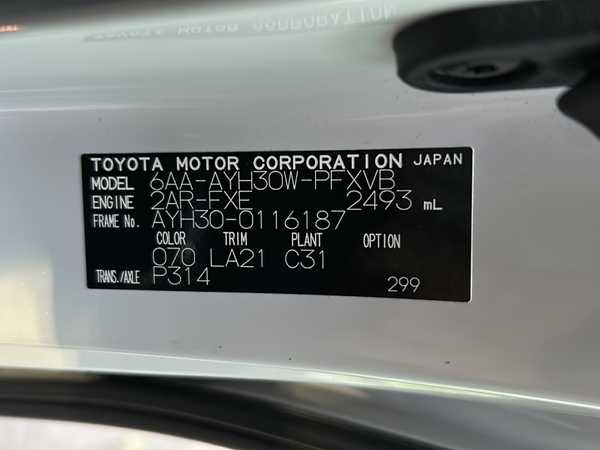 TOYOTA MOTOR CORPORATION JAPAN
MODEL 6AA-AYH30W-PFXVB
ENGINE 2AR-FXE 2493 mL
FRAME No. AYH30-0116187
COLOR TRIM PLANT OPTION
070 LA21 C31
TRANS./AXLE P314 299